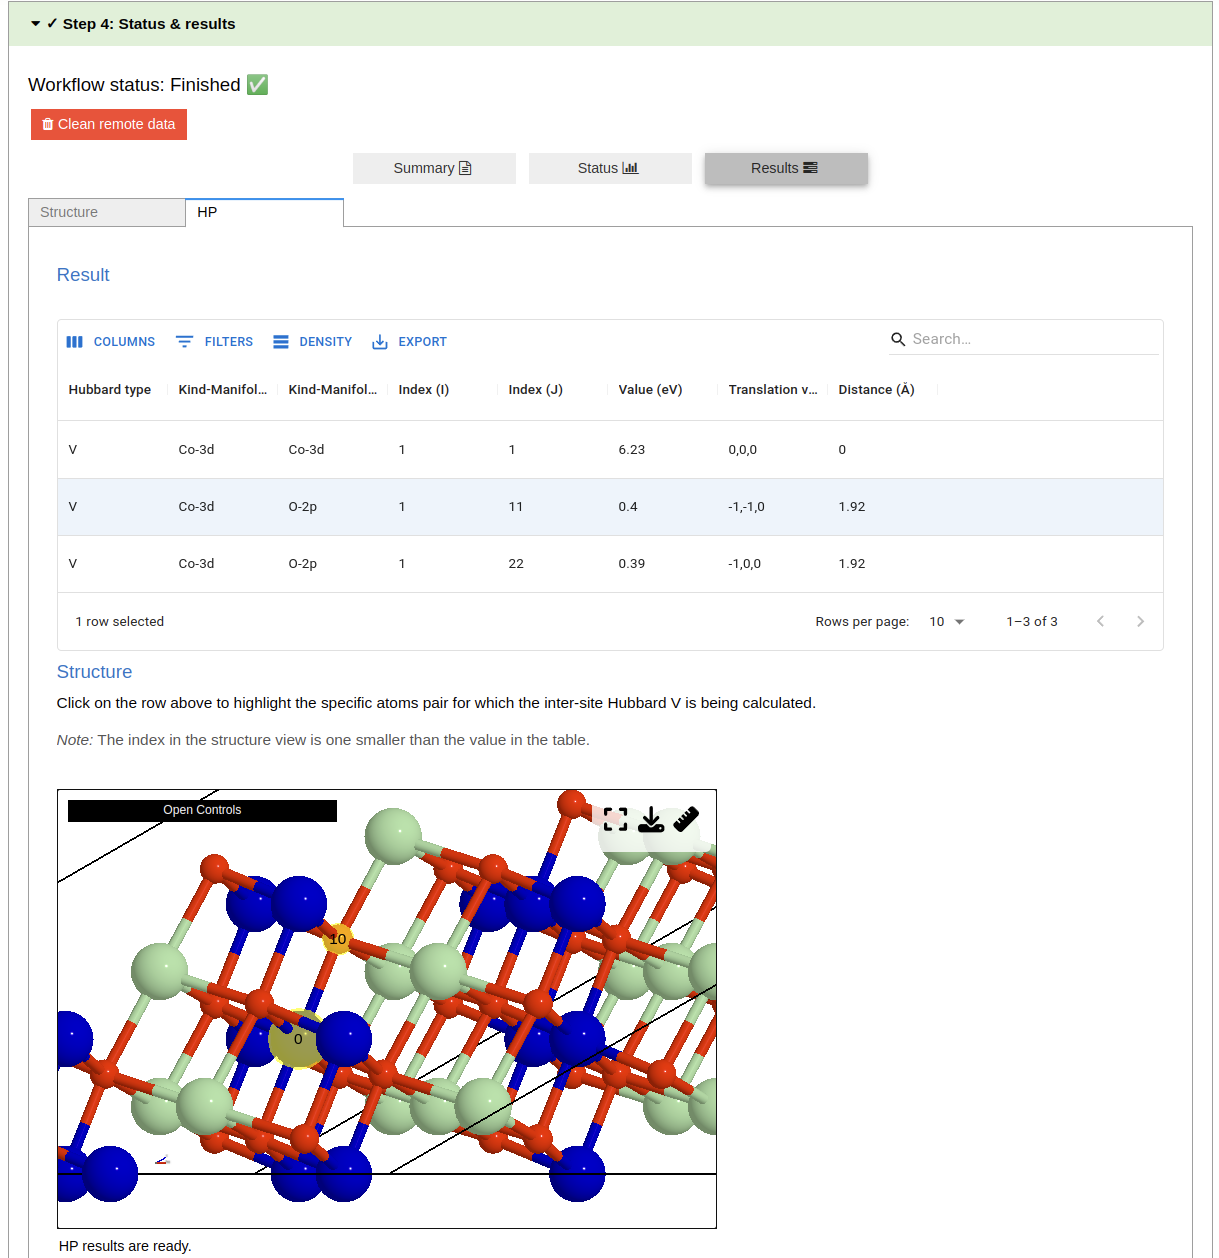 ✓ Step 4: Status & results
Workflow status: Finished ✅
Clean remote data
Summary
Status
Results
Structure
HP
Result
COLUMNS
FILTERS
DENSITY
EXPORT
Search…
Hubbard type Kind-Manifol... Kind-Manifol... Index (I) Index (J) Value (eV) Translation v... Distance (Å)
V Co-3d Co-3d 1 1 6.23 0,0,0 0
V Co-3d O-2p 1 11 0.4 -1,-1,0 1.92
V Co-3d O-2p 1 22 0.39 -1,0,0 1.92
1 row selected
Rows per page: 10
1–3 of 3
Structure
Click on the row above to highlight the specific atoms pair for which the inter-site Hubbard V is being calculated.
Note: The index in the structure view is one smaller than the value in the table.
Open Controls
10
0
HP results are ready.